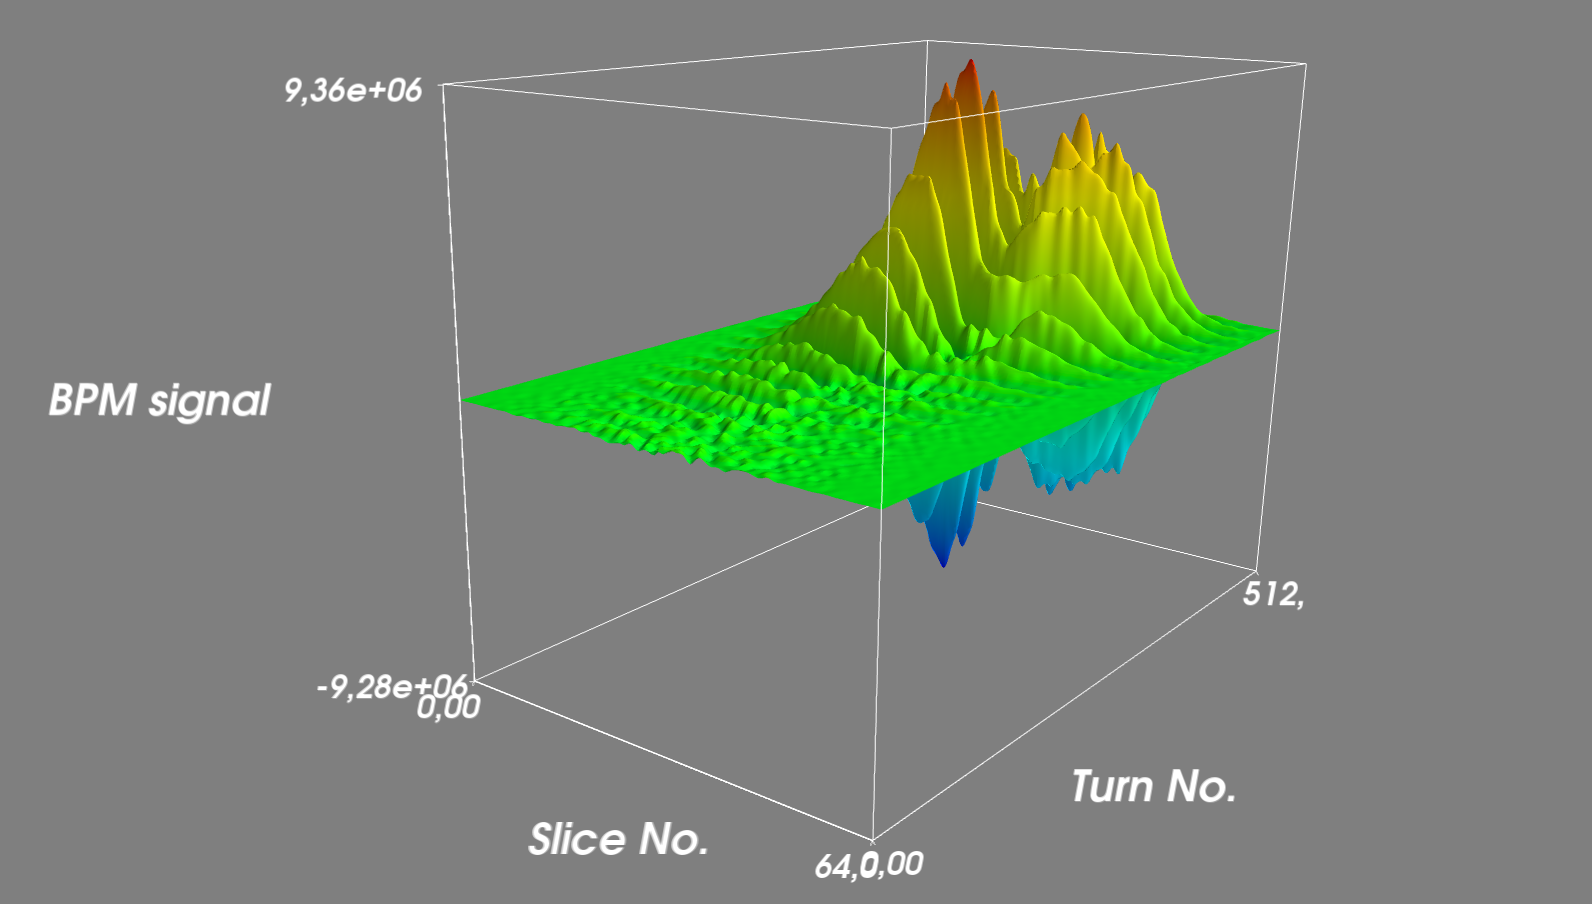 9,36e+06
BPM signal
-9,28e+06
0,00
512,
Turn No.
Slice No.
64,0,00